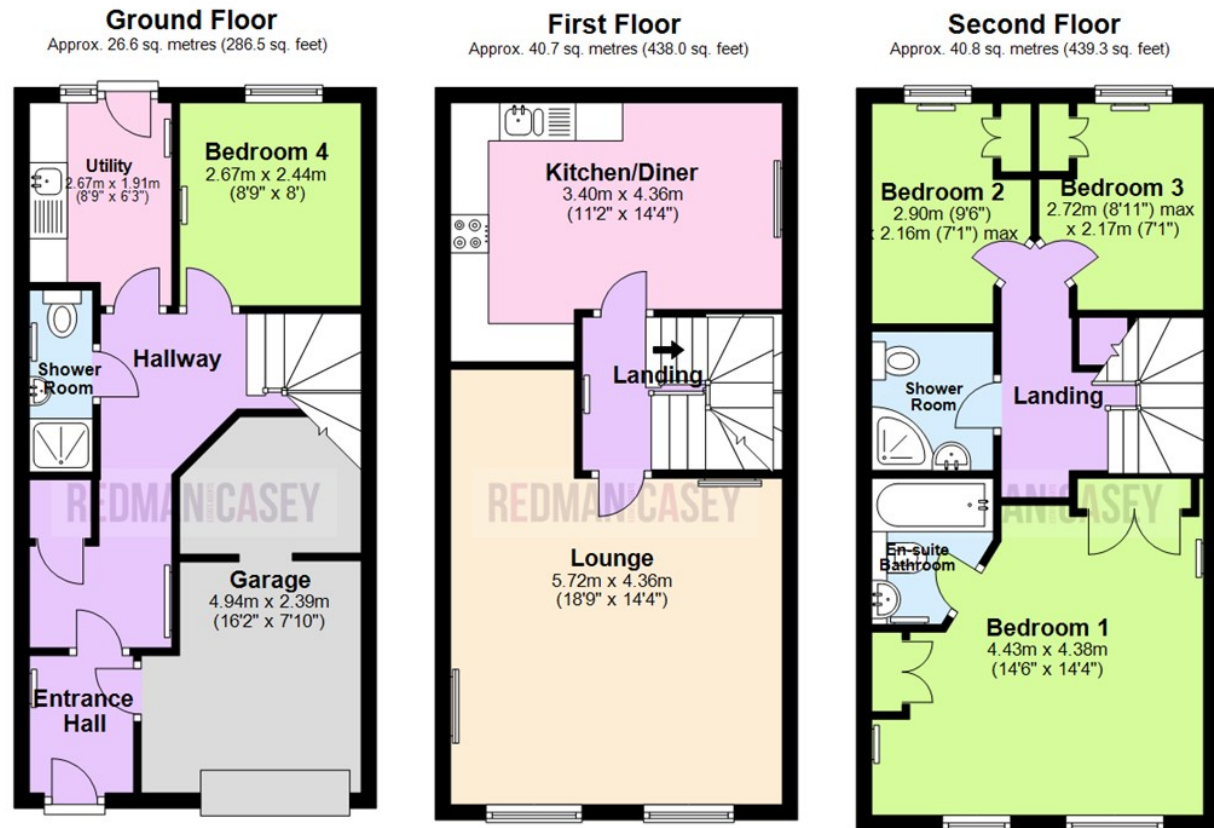 Ground Floor
Approx. 26.6 sq. metres (286.5 sq. feet)
Utility
2.67m x 1.91m
(8'9" x 6'3")
Bedroom 4
2.67m x 2.44m
(8'9" x 8')
Shower
Room
Hallway
REDMAN CASEY
Garage
4.94m x 2.39m
(16'2" x 7'10")
Entrance
Hall
First Floor
Approx. 40.7 sq. metres (438.0 sq. feet)
Kitchen/Diner
3.40m x 4.36m
(11'2" x 14'4")
Landing
REDMAN CASEY
Lounge
5.72m x 4.36m
(18'9" x 14'4")
Second Floor
Approx. 40.8 sq. metres (439.3 sq. feet)
Bedroom 2
2.90m (9'6")
x 2.16m (7'1") max
Bedroom 3
2.72m (8'11") max
x 2.17m (7'1")
Shower
Room
Landing
MAN CASEY
En-suite
Bathroom
Bedroom 1
4.43m x 4.38m
(14'6" x 14'4")